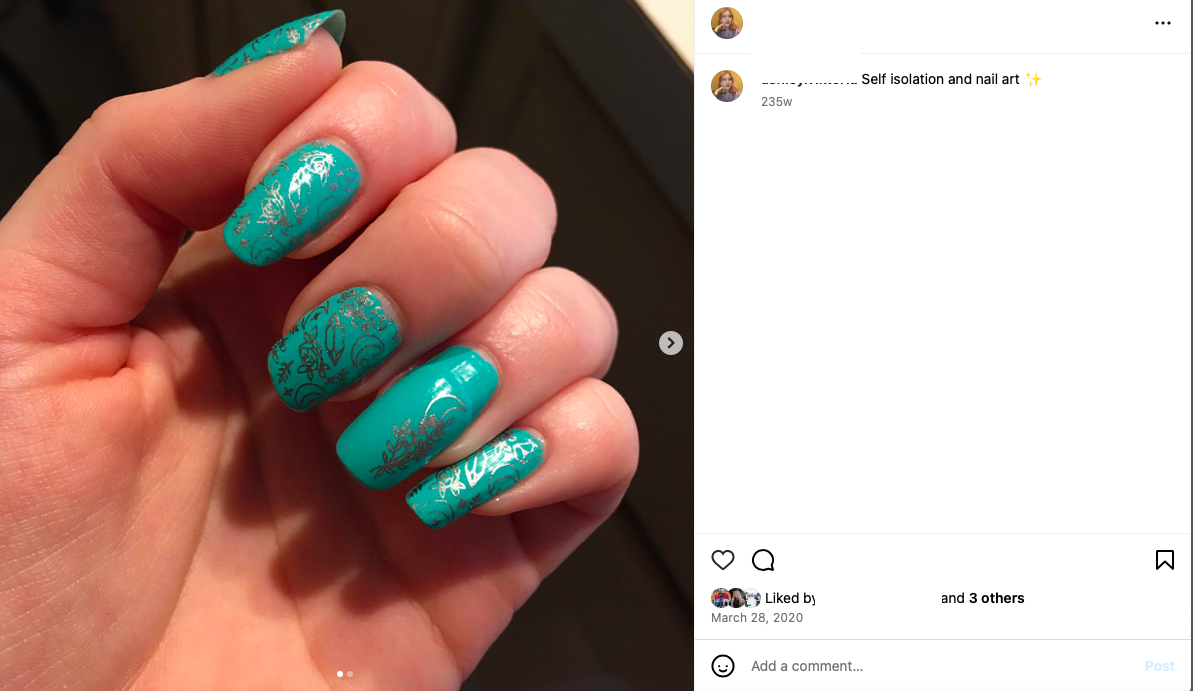 Self isolation and nail art ✨
235w
Liked by
and 3 others
March 28, 2020
Add a comment…
Post